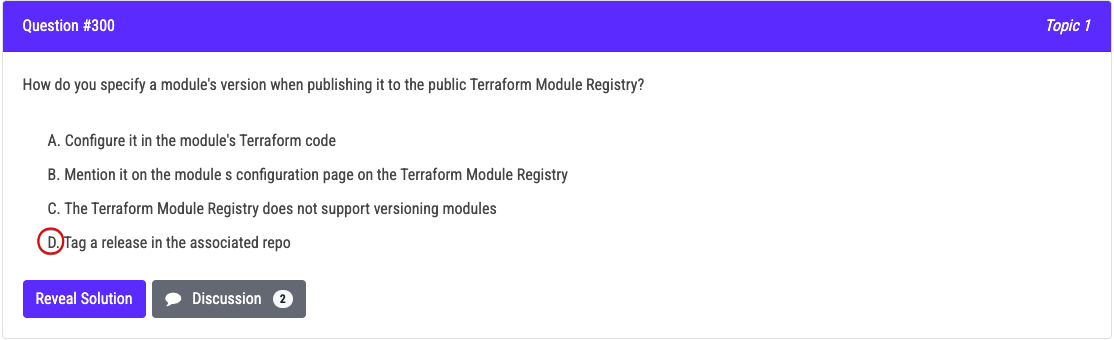 Question #300
Topic 1
How do you specify a module's version when publishing it to the public Terraform Module Registry?
A. Configure it in the module's Terraform code
B. Mention it on the module s configuration page on the Terraform Module Registry
C. The Terraform Module Registry does not support versioning modules
D. Tag a release in the associated repo
Reveal Solution
Discussion 2